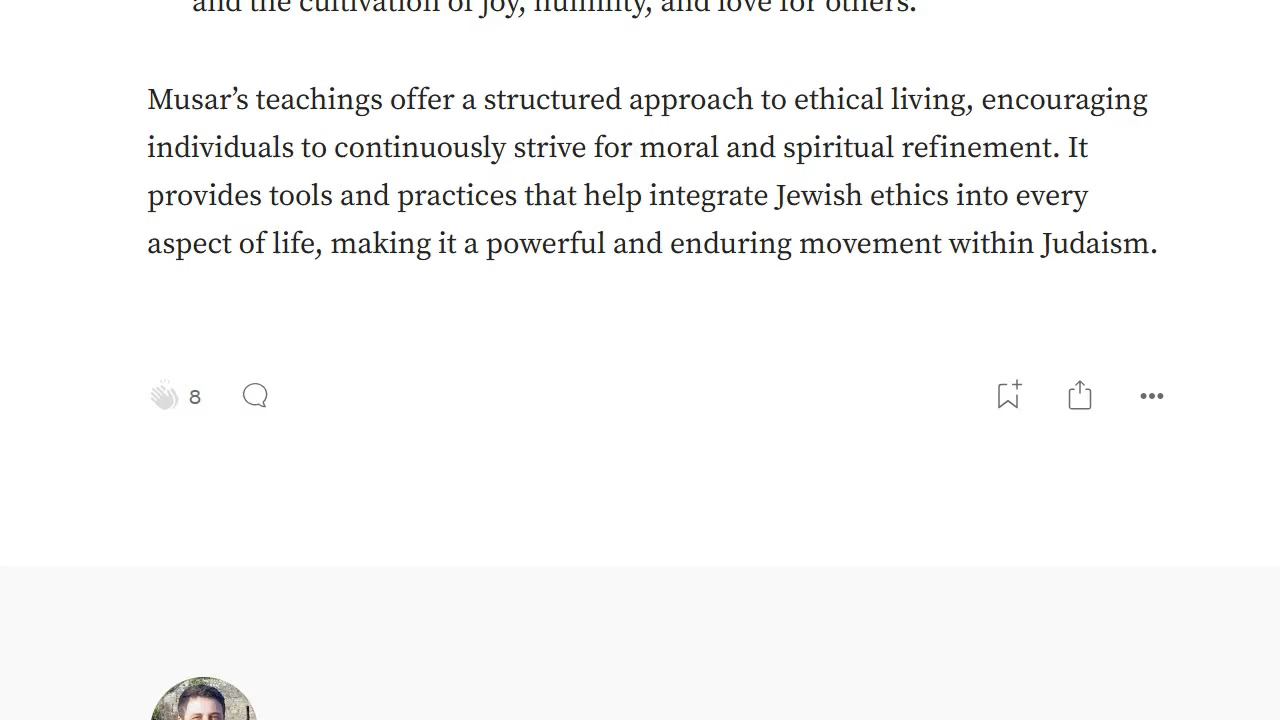 and the cultivation of joy, humility, and love for others.
Musar’s teachings offer a structured approach to ethical living, encouraging
individuals to continuously strive for moral and spiritual refinement. It
provides tools and practices that help integrate Jewish ethics into every
aspect of life, making it a powerful and enduring movement within Judaism.
8